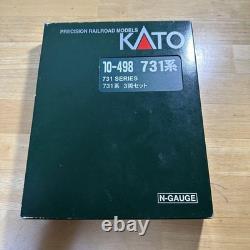 PRECISION RAILROAD MODELS
KATO
10-498 731系
731 SERIES
731系 3両セット
N-GAUGE